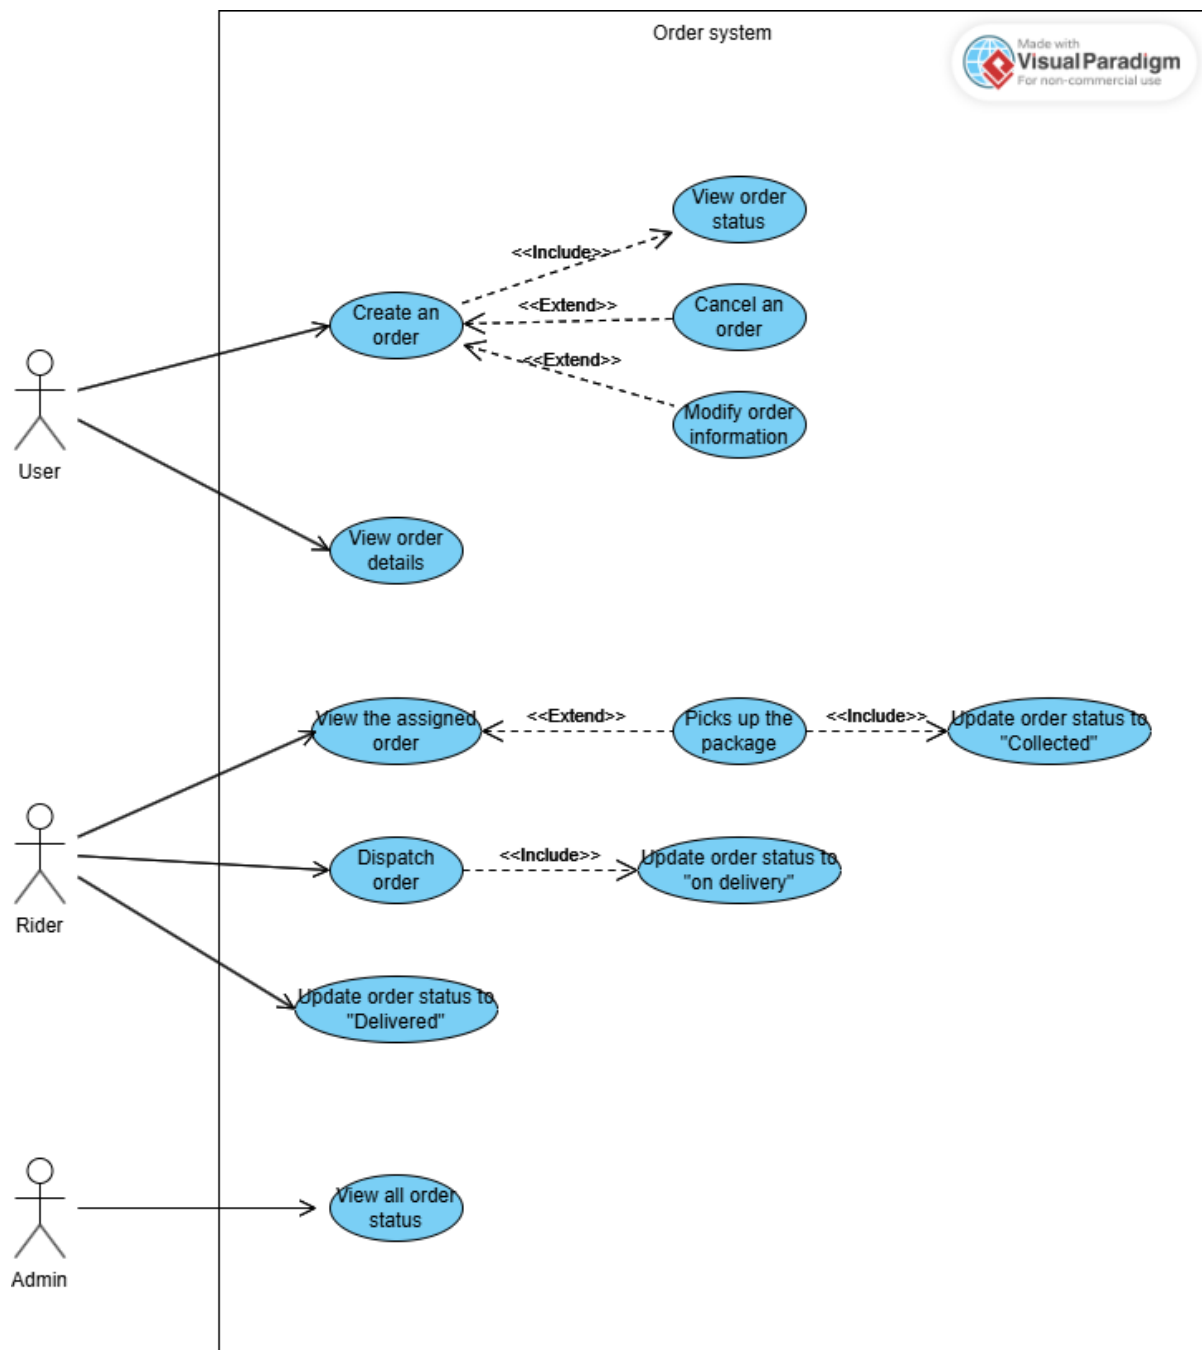 Order system
Made with
Visual Paradigm
For non-commercial use
View order
status
<<Include>>
Create an
order
<<Extend>>
Cancel an
order
<<Extend>>
Modify order
information
User
View order
details
View the assigned
order
<<Extend>>
Picks up the
package
<<Include>>
Update order status to
"Collected"
Rider
Dispatch
order
<<Include>>
Update order status to
"on delivery"
Update order status to
"Delivered"
Admin
View all order
status